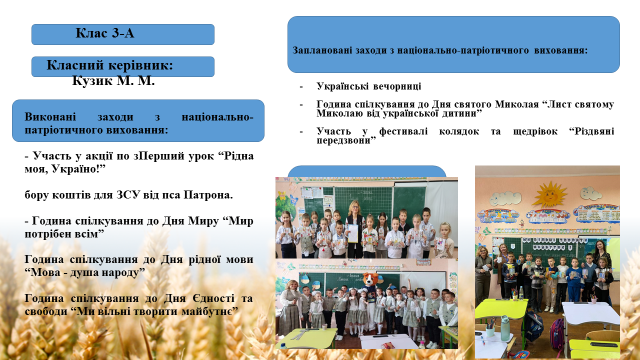 Клас 3-А
Класний керівник:
Кузик М. М.
Виконані заходи з національно-
патріотичного виховання:
- Участь у акції по зПерший урок “Рідна
моя, Україно!”
бору коштів для ЗСУ від пса Патрона.
- Година спілкування до Дня Миру “Мир
потрібен всім”
Година спілкування до Дня рідної мови
“Мова - душа народу”
Година спілкування до Дня Єдності та
свободи “Ми вільні творити майбутнє”
Заплановані заходи з національно-патріотичного виховання:
- Українські вечорниці
- Година спілкування до Дня святого Миколая “Лист святому
Миколаю від української дитини”
- Участь у фестивалі колядок та щедрівок “Різдвяні
передзвони”